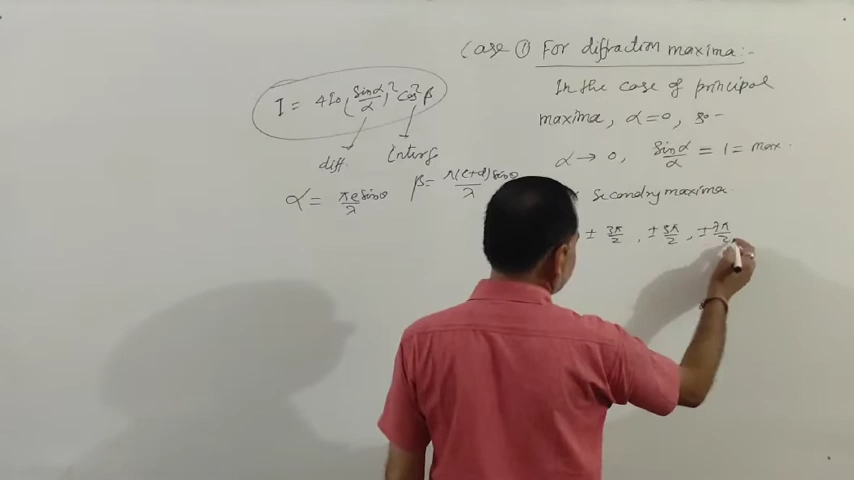 Case ① For diffraction maxima:-
In the case of principal
maxima, α=0, so-
α → 0, Sinα/α = 1 = max.
Secondry maxima
± 3π/2, ± 5π/2, ± 7π/2
I = 4I₀ (Sinα/α)² Cos²β
diff. Interf
α = πe sinθ/λ β = π(e+d) sinθ/λ